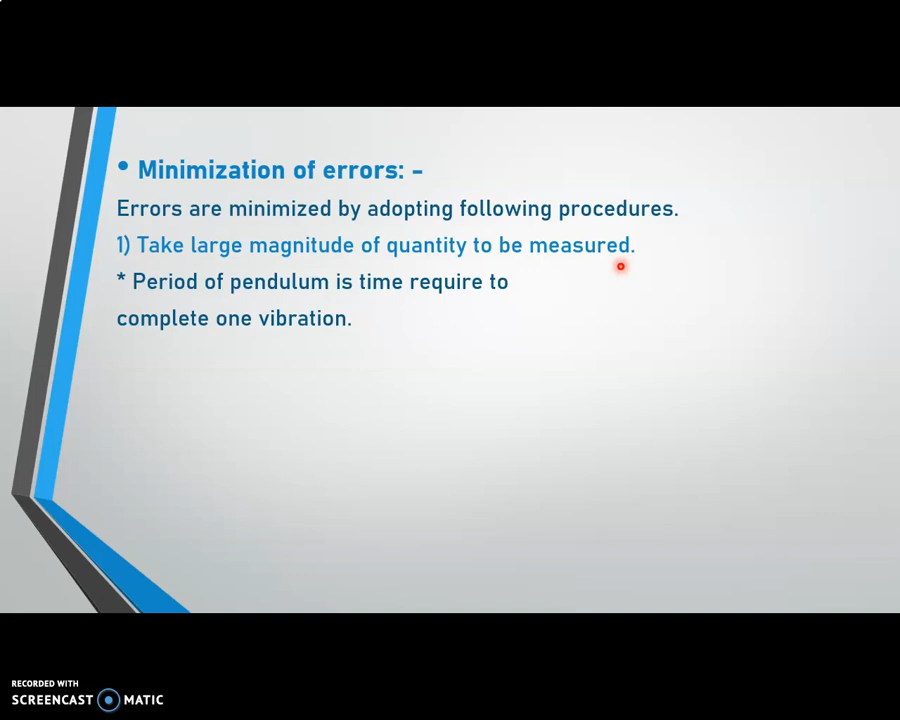 • Minimization of errors: -
Errors are minimized by adopting following procedures.
1) Take large magnitude of quantity to be measured.
* Period of pendulum is time require to
complete one vibration.
RECORDED WITH
SCREENCAST MATIC